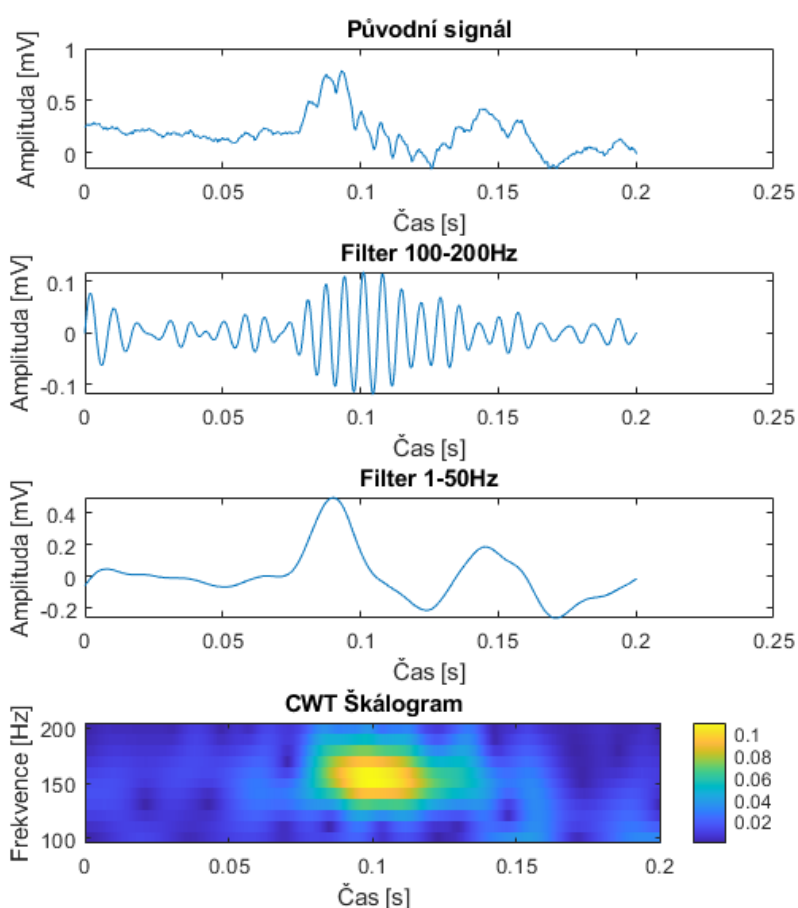 Původní signál
Amplituda [mV]
1
0.5
0
0 0.05 0.1 0.15 0.2 0.25
Čas [s]
Filter 100-200Hz
Amplituda [mV]
0.1
0
-0.1
0 0.05 0.1 0.15 0.2 0.25
Čas [s]
Filter 1-50Hz
Amplituda [mV]
0.4
0.2
0
-0.2
0 0.05 0.1 0.15 0.2 0.25
Čas [s]
CWT Škálogram
Frekvence [Hz]
200
150
100
0 0.05 0.1 0.15 0.2
Čas [s]
0.1
0.08
0.06
0.04
0.02